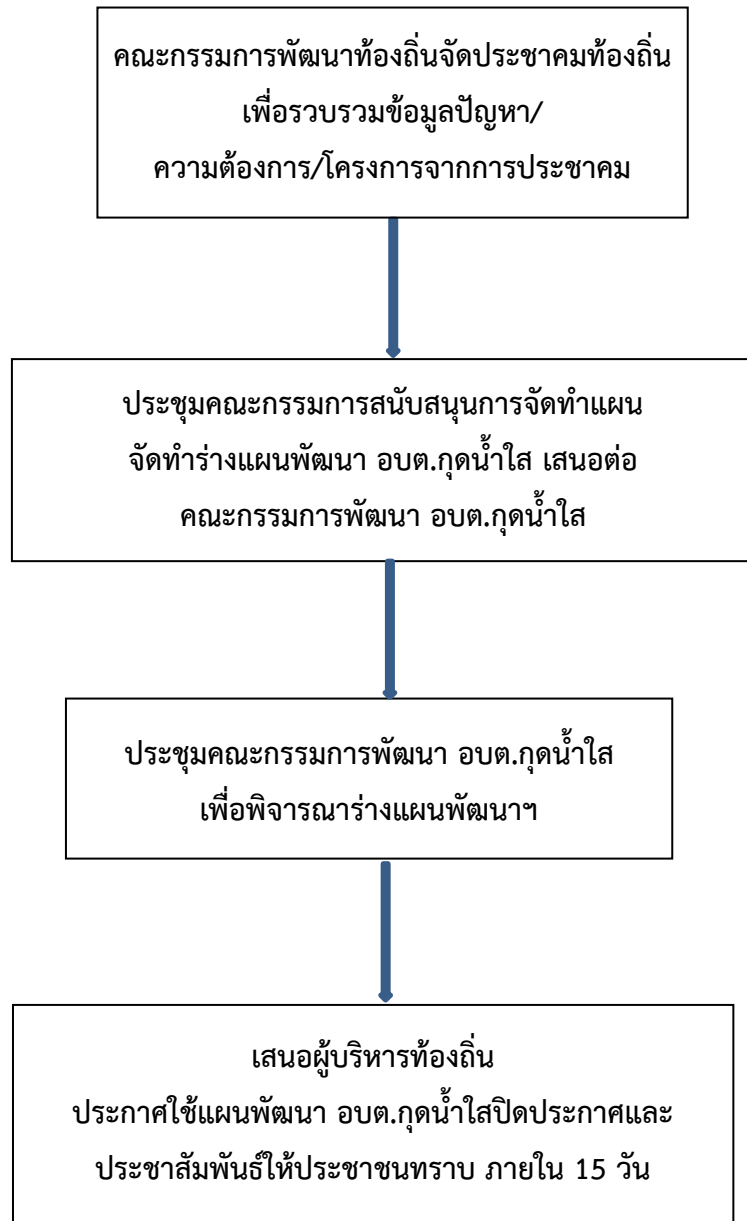 คณะกรรมการพัฒนาท้องถิ่นจัดประชาคมท้องถิ่น
เพื่อรวบรวมข้อมูลปัญหา/
ความต้องการ/โครงการจากการประชาคม
ประชุมคณะกรรมการสนับสนุนการจัดทำแผน
จัดทำร่างแผนพัฒนา อบต.กุดน้ำใส เสนอต่อ
คณะกรรมการพัฒนา อบต.กุดน้ำใส
ประชุมคณะกรรมการพัฒนา อบต.กุดน้ำใส
เพื่อพิจารณาร่างแผนพัฒนาฯ
เสนอผู้บริหารท้องถิ่น
ประกาศใช้แผนพัฒนา อบต.กุดน้ำใสปิดประกาศและ
ประชาสัมพันธ์ให้ประชาชนทราบ ภายใน 15 วัน